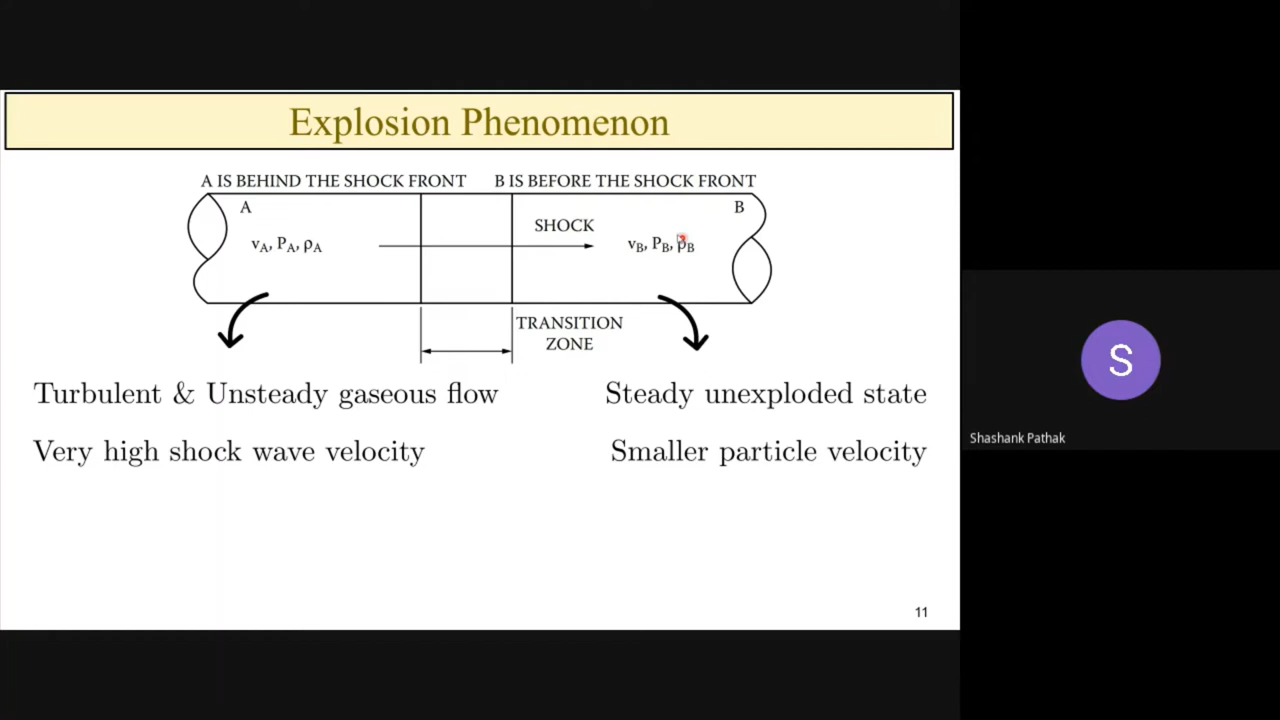 Explosion Phenomenon
A IS BEHIND THE SHOCK FRONT B IS BEFORE THE SHOCK FRONT
A B
SHOCK
vA, PA, ρA vB, PB, ρB
TRANSITION
ZONE
Turbulent & Unsteady gaseous flow Steady unexploded state
Very high shock wave velocity Smaller particle velocity
11
S
Shashank Pathak